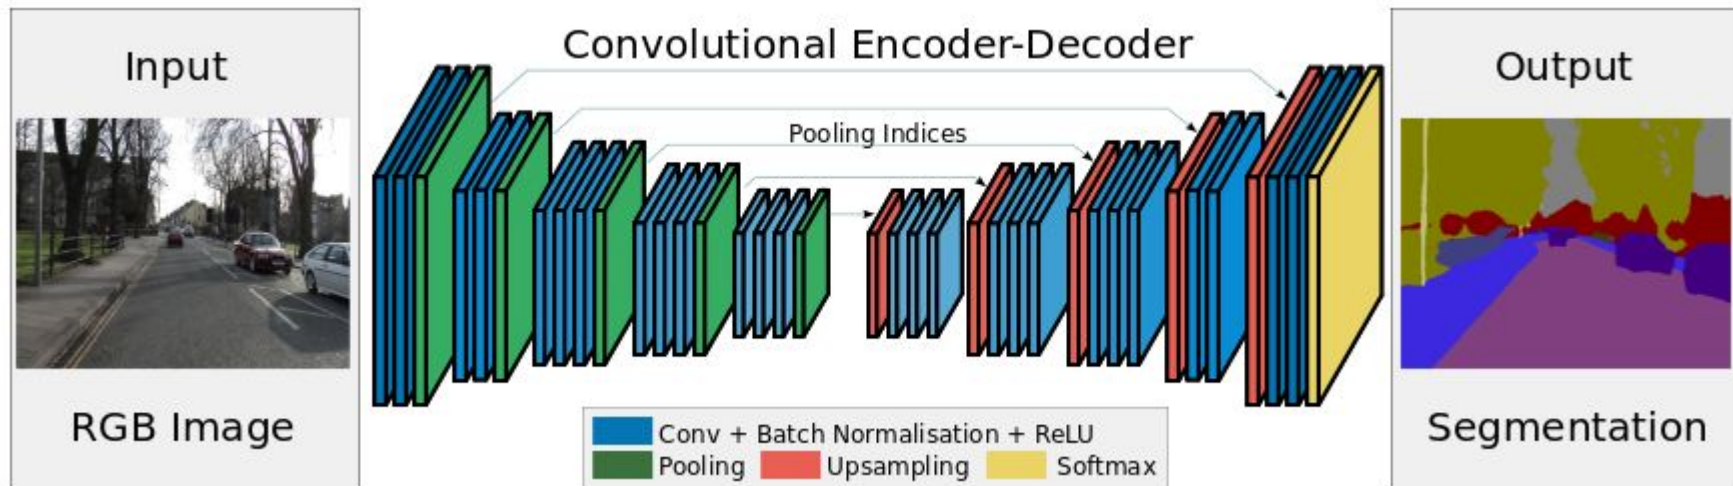 Convolutional Encoder-Decoder
Input
Output
Pooling Indices
RGB Image
Segmentation
Conv + Batch Normalisation + ReLU
Pooling
Upsampling
Softmax